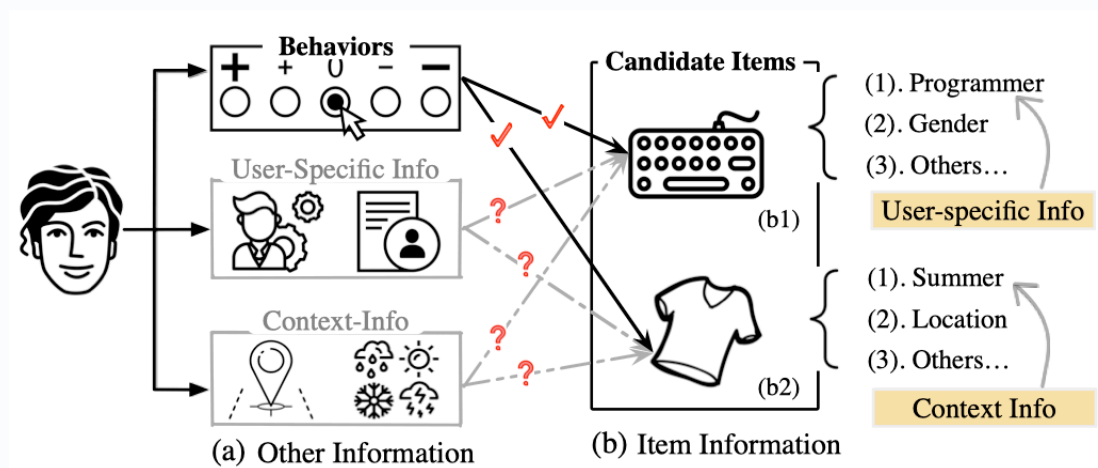 Behaviors
+ + 0 − −
User-Specific Info
? ?
Context-Info
? ?
(a) Other Information
Candidate Items
(b1)
(b2)
(b) Item Information
(1). Programmer
(2). Gender
(3). Others...
User-specific Info
(1). Summer
(2). Location
(3). Others...
Context Info